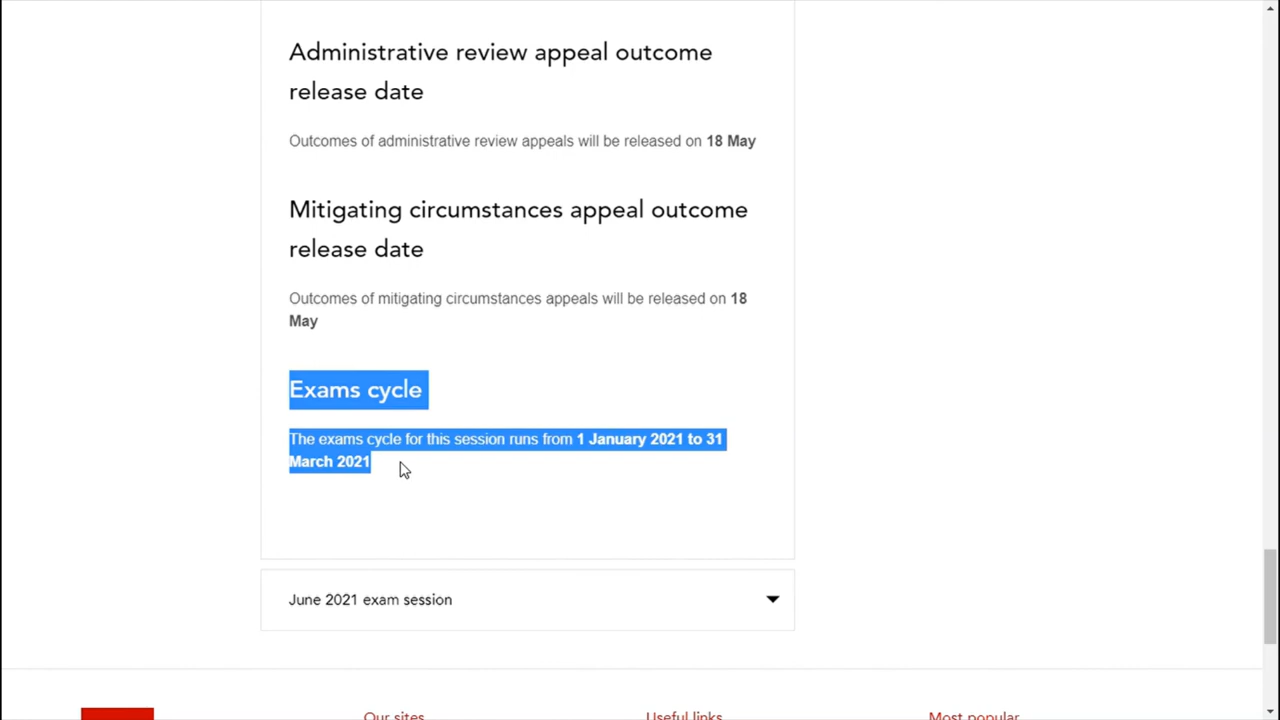 Administrative review appeal outcome
release date
Outcomes of administrative review appeals will be released on 18 May
Mitigating circumstances appeal outcome
release date
Outcomes of mitigating circumstances appeals will be released on 18
May
Exams cycle
The exams cycle for this session runs from 1 January 2021 to 31
March 2021
June 2021 exam session
Our sites
Useful links
Most popular